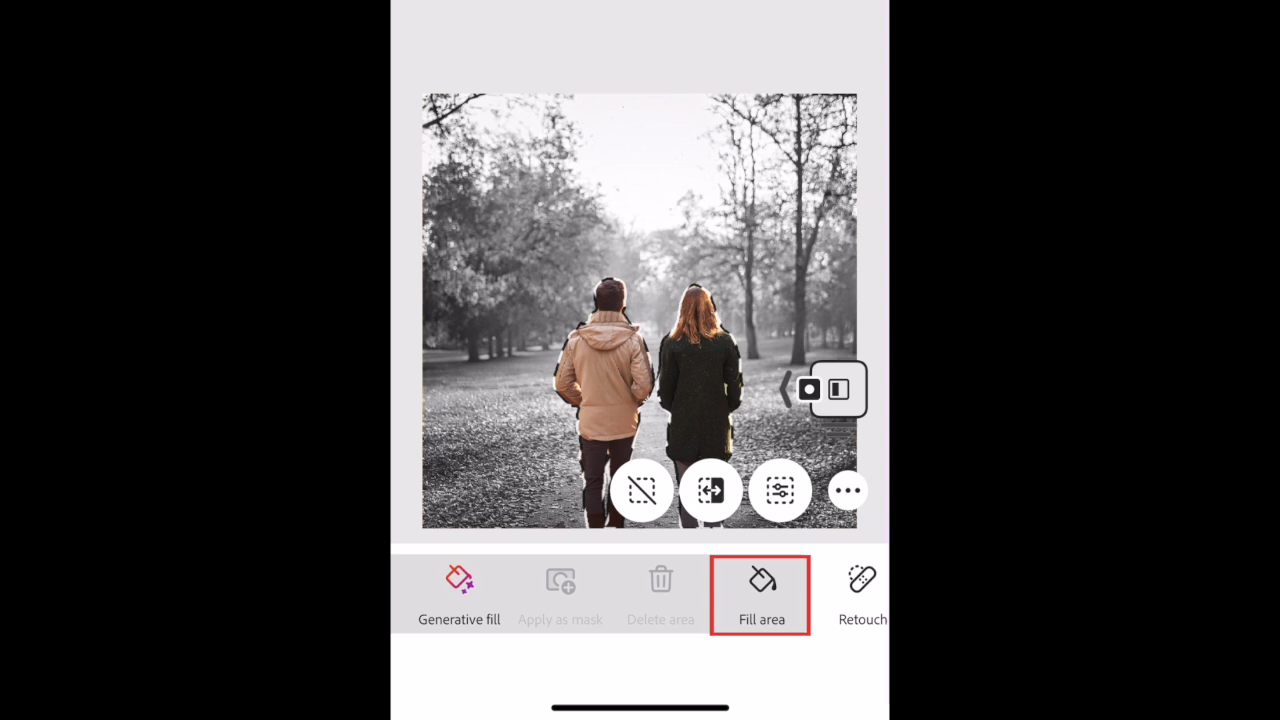 Generative fill
Apply as mask
Delete area
Fill area
Retouch